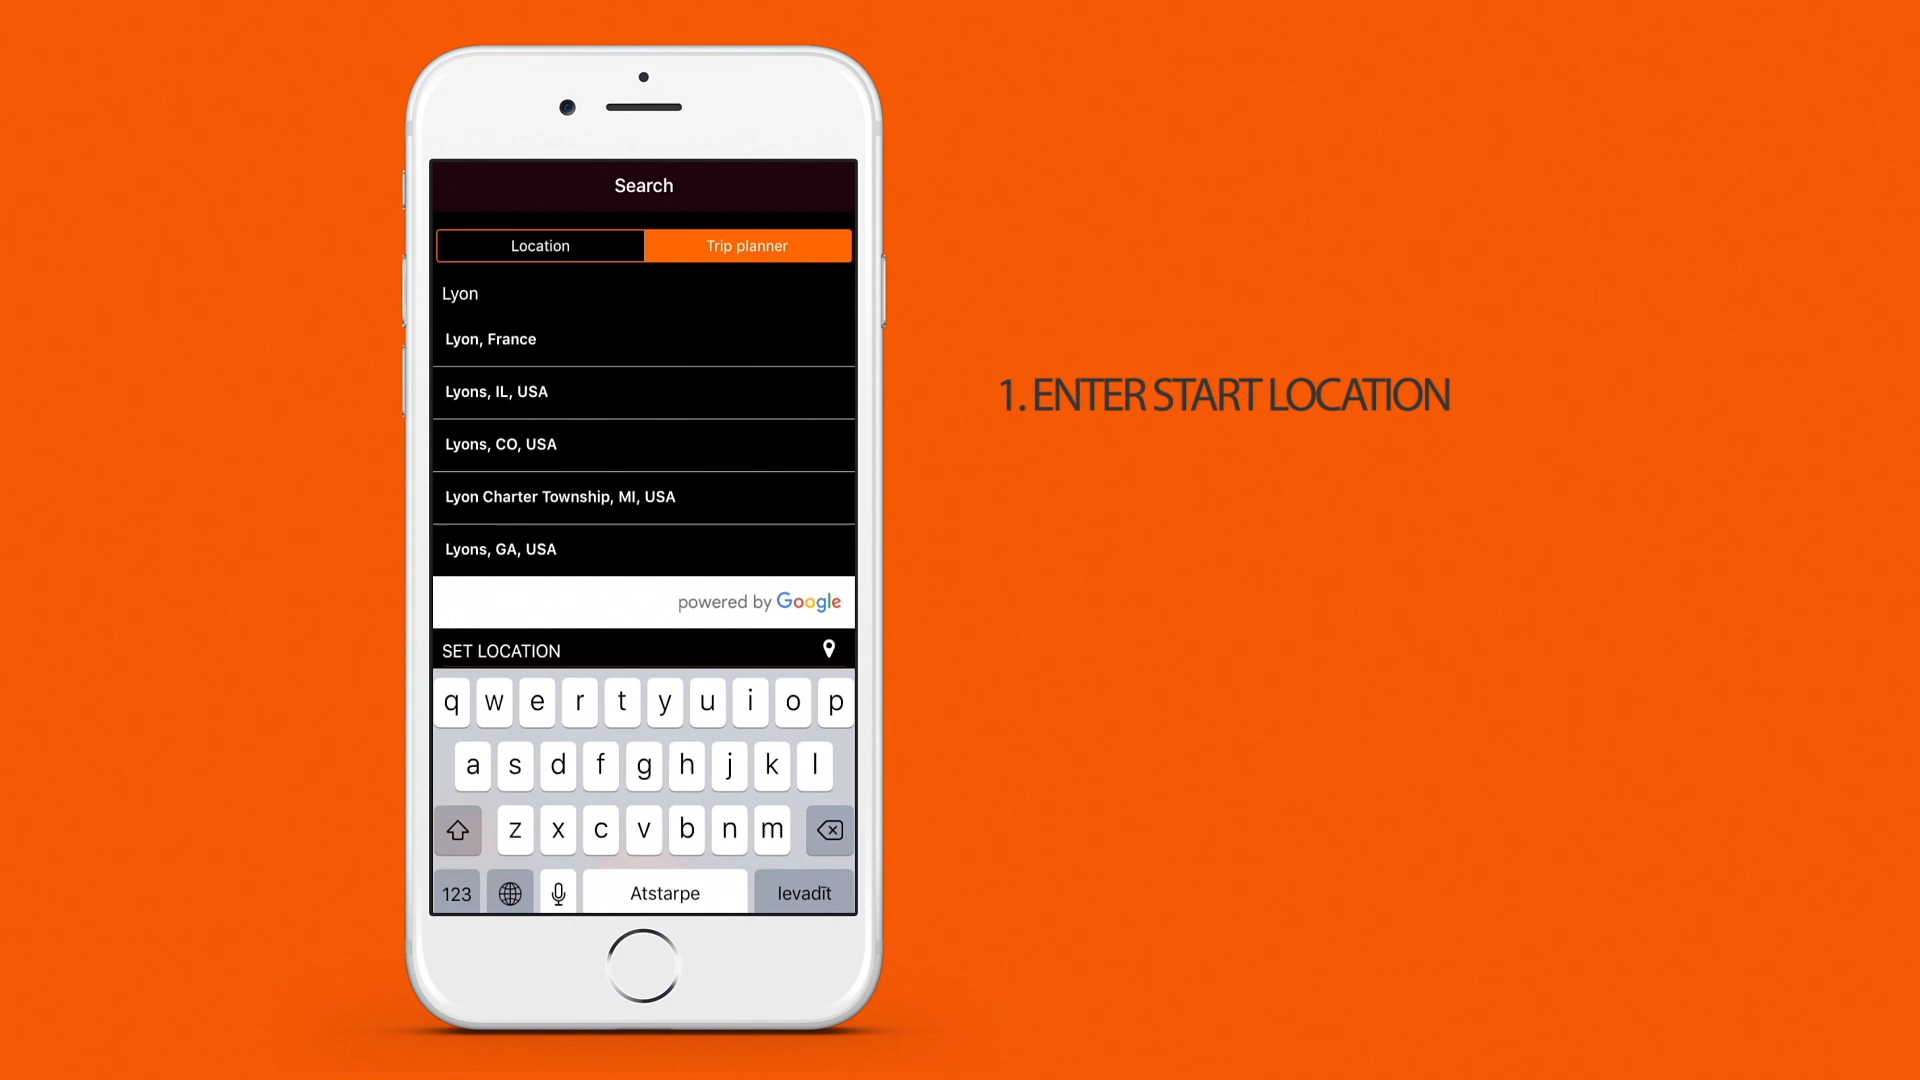 Search
Location
Trip planner
Lyon
Lyon, France
Lyons, IL, USA
Lyons, CO, USA
Lyon Charter Township, MI, USA
Lyons, GA, USA
powered by Google
SET LOCATION
q w e r t y u i o p
a s d f g h j k l
z x c v b n m
123 Atstarpe Ievadīt
1. ENTER START LOCATION